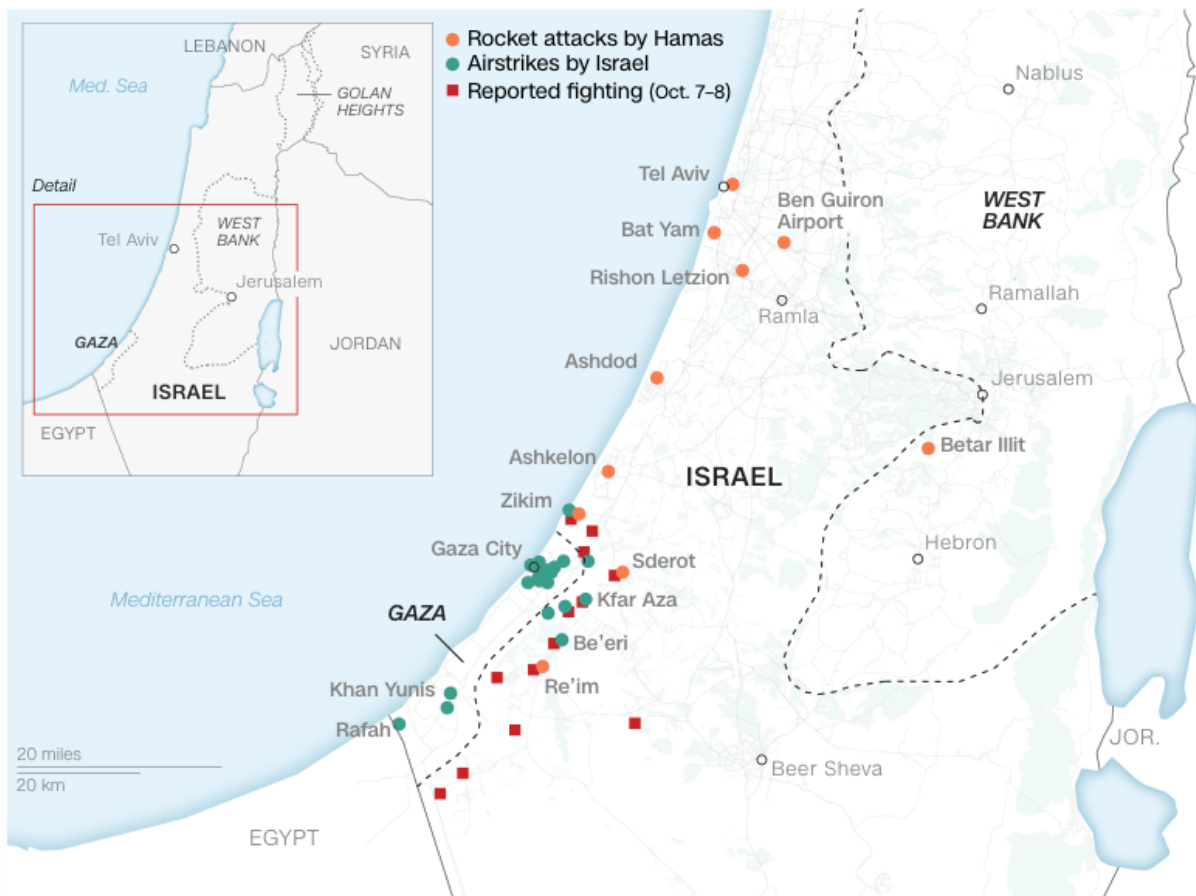 LEBANON
SYRIA
Med. Sea
GOLAN
HEIGHTS
Detail
WEST
BANK
Tel Aviv
Jerusalem
GAZA
JORDAN
ISRAEL
EGYPT
Rocket attacks by Hamas
Airstrikes by Israel
Reported fighting (Oct. 7–8)
Nablus
Tel Aviv
Ben Guiron
Airport
WEST
BANK
Bat Yam
Rishon Letzion
Ramallah
Ramla
Ashdod
Jerusalem
Betar Illit
Ashkelon
ISRAEL
Zikim
Gaza City
Hebron
Sderot
Mediterranean Sea
Kfar Aza
GAZA
Be'eri
Re'im
Khan Yunis
Rafah
JOR.
20 miles
20 km
Beer Sheva
EGYPT